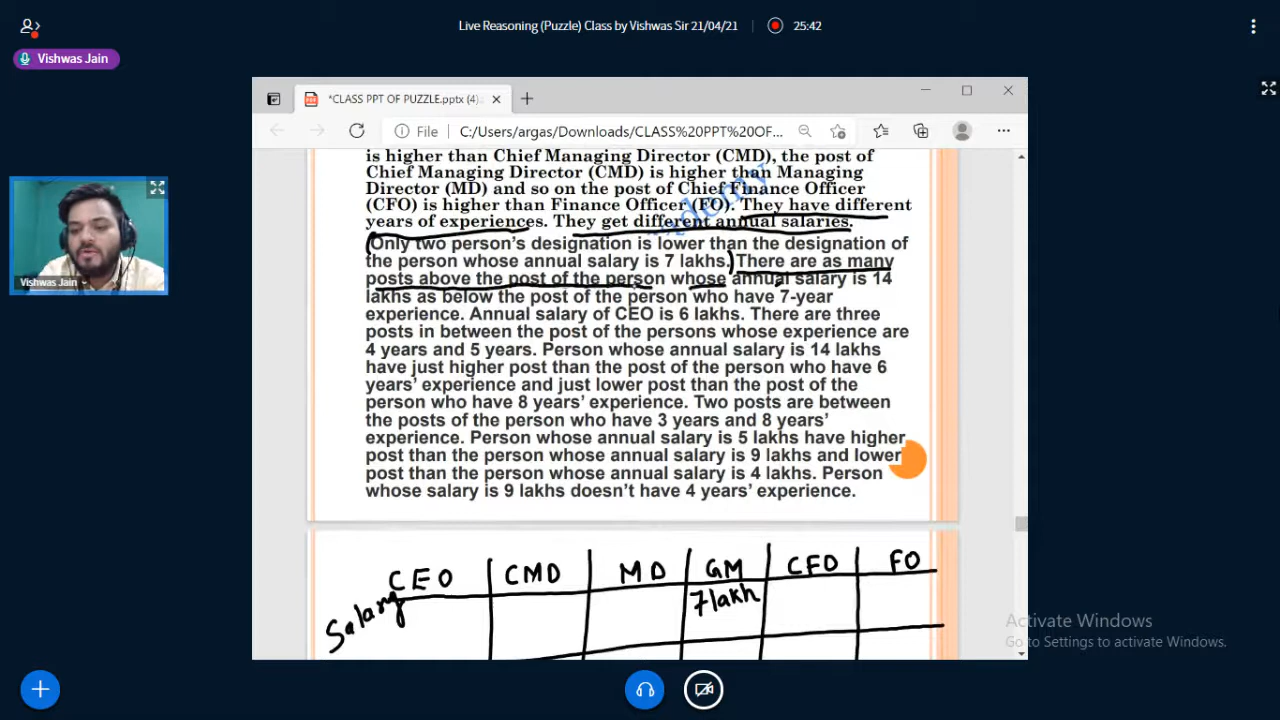 Live Reasoning (Puzzle) Class by Vishwas Sir 21/04/21
25:42
Vishwas Jain
*CLASS PPT OF PUZZLE.pptx (4)
File
C:/Users/argas/Downloads/CLASS%20PPT%20OF...
is higher than Chief Managing Director (CMD), the post of
Chief Managing Director (CMD) is higher than Managing
Director (MD) and so on the post of Chief Finance Officer
(CFO) is higher than Finance Officer (FO). They have different
years of experiences. They get different annual salaries.
Only two person's designation is lower than the designation of
the person whose annual salary is 7 lakhs. There are as many
posts above the post of the person whose annual salary is 14
lakhs as below the post of the person who have 7-year
experience. Annual salary of CEO is 6 lakhs. There are three
posts in between the post of the persons whose experience are
4 years and 5 years. Person whose annual salary is 14 lakhs
have just higher post than the post of the person who have 6
years' experience and just lower post than the post of the
person who have 8 years' experience. Two posts are between
the posts of the person who have 3 years and 8 years'
experience. Person whose annual salary is 5 lakhs have higher
post than the person whose annual salary is 9 lakhs and lower
post than the person whose annual salary is 4 lakhs. Person
whose salary is 9 lakhs doesn't have 4 years' experience.
Vishwas Jain
CEO CMD MD GM CFO FO
Salary 7lakh
Activate Windows
Go to Settings to activate Windows.